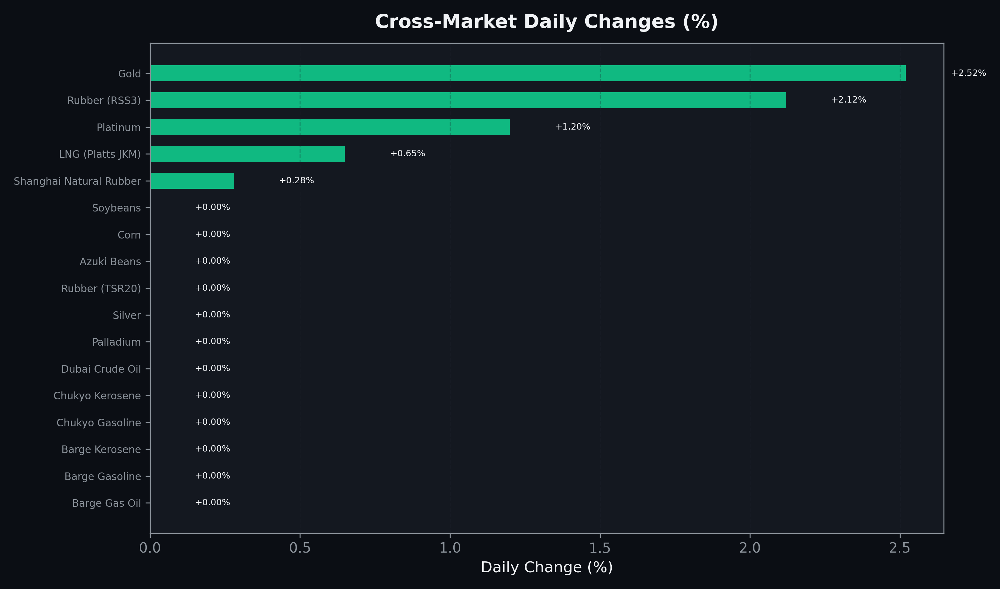 Cross-Market Daily Changes (%)
Gold +2.52%
Rubber (RSS3) +2.12%
Platinum +1.20%
LNG (Platts JKM) +0.65%
Shanghai Natural Rubber +0.28%
Soybeans +0.00%
Corn +0.00%
Azuki Beans +0.00%
Rubber (TSR20) +0.00%
Silver +0.00%
Palladium +0.00%
Dubai Crude Oil +0.00%
Chukyo Kerosene +0.00%
Chukyo Gasoline +0.00%
Barge Kerosene +0.00%
Barge Gasoline +0.00%
Barge Gas Oil +0.00%
0.0 0.5 1.0 1.5 2.0 2.5
Daily Change (%)